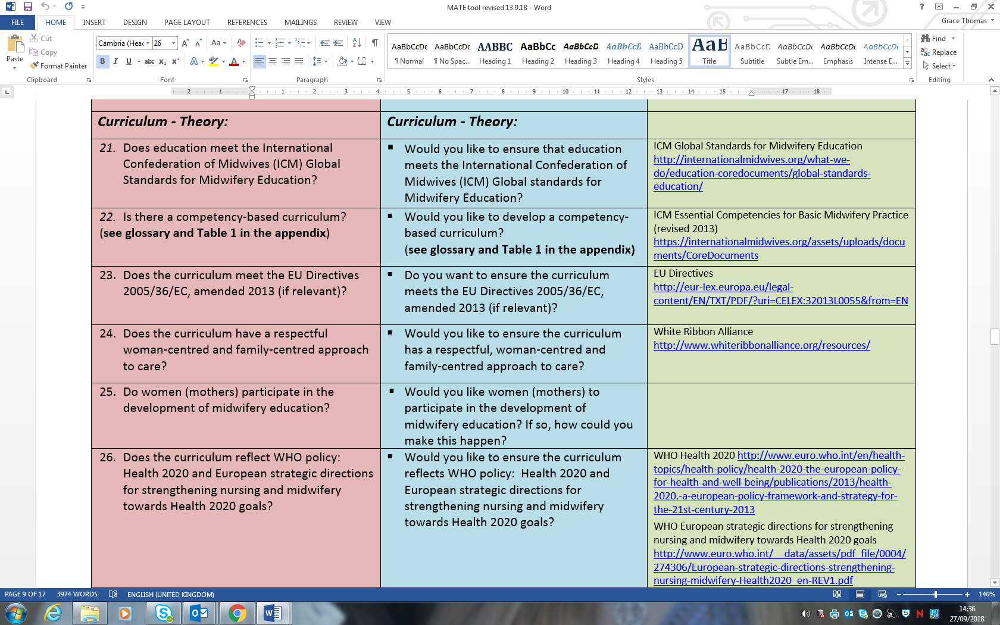 MATE tool revised 13.9.18 - Word
FILE HOME INSERT DESIGN PAGE LAYOUT REFERENCES MAILINGS REVIEW VIEW
Grace Thomas
Paste
Cut
Copy
Format Painter
Clipboard
Cambria (Head 26
Font
Paragraph
AaBbCcDc AaBbCcDc AABBC AaBbCc AaBbCcD AaBbCcD AaBbCcD AaB AaBbCcD AaBbCcDc AaBbCcDc AaBbCcDc
¶ Normal ¶ No Spac... Heading 1 Heading 2 Heading 3 Heading 4 Heading 5 Title Subtitle Subtle Em... Emphasis Intense E...
Styles
Find
Replace
Select
Editing
2 1 1 2 3 4 5 6 7 8 9 10 11 12 13 14 15 17 18
Curriculum - Theory:
Curriculum - Theory:
21. Does education meet the International
Confederation of Midwives (ICM) Global
Standards for Midwifery Education?
▪ Would you like to ensure that education
meets the International Confederation of
Midwives (ICM) Global standards for
Midwifery Education?
ICM Global Standards for Midwifery Education
http://internationalmidwives.org/what-we-
do/education-coredocuments/global-standards-
education/
22. Is there a competency-based curriculum?
(see glossary and Table 1 in the appendix)
▪ Would you like to develop a competency-
based curriculum?
(see glossary and Table 1 in the appendix)
ICM Essential Competencies for Basic Midwifery Practice
(revised 2013)
https://internationalmidwives.org/assets/uploads/docu
ments/CoreDocuments
23. Does the curriculum meet the EU Directives
2005/36/EC, amended 2013 (if relevant)?
▪ Do you want to ensure the curriculum
meets the EU Directives 2005/36/EC,
amended 2013 (if relevant)?
EU Directives
http://eur-lex.europa.eu/legal-
content/EN/TXT/PDF/?uri=CELEX:32013L0055&from=EN
24. Does the curriculum have a respectful
woman-centred and family-centred approach
to care?
▪ Would you like to ensure the curriculum
has a respectful, woman-centred and
family-centred approach to care?
White Ribbon Alliance
http://www.whiteribbonalliance.org/resources/
25. Do women (mothers) participate in the
development of midwifery education?
▪ Would you like women (mothers) to
participate in the development of
midwifery education? If so, how could you
make this happen?
26. Does the curriculum reflect WHO policy:
Health 2020 and European strategic directions
for strengthening nursing and midwifery
towards Health 2020 goals?
▪ Would you like to ensure the curriculum
reflects WHO policy:  Health 2020 and
European strategic directions for
strengthening nursing and midwifery
towards Health 2020 goals?
WHO Health 2020 http://www.euro.who.int/en/health-
topics/health-policy/health-2020-the-european-policy-
for-health-and-well-being/publications/2013/health-
2020.-a-european-policy-framework-and-strategy-for-
the-21st-century-2013
WHO European strategic directions for strengthening
nursing and midwifery towards Health 2020 goals
http://www.euro.who.int/__data/assets/pdf_file/0004/
274306/European-strategic-directions-strengthening-
nursing-midwifery-Health2020_en-REV1.pdf
PAGE 9 OF 17 3974 WORDS ENGLISH (UNITED KINGDOM) 140%
14:36
27/09/2018